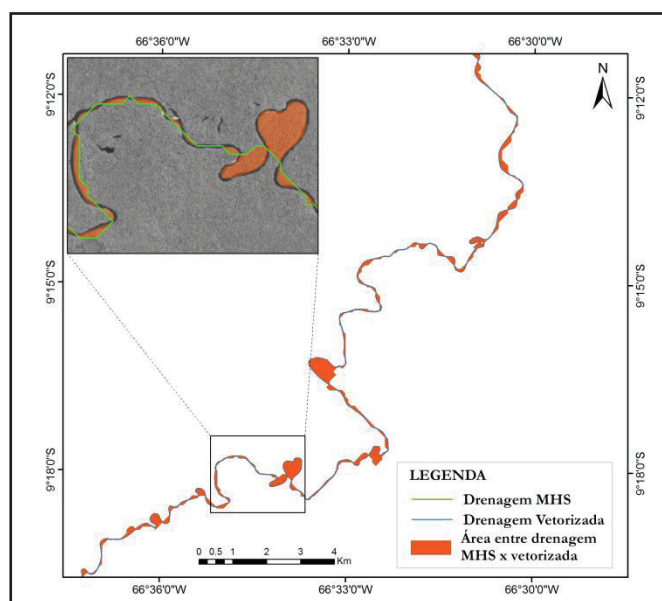 66°36'0"W
66°33'0"W
66°30'0"W
9°12'0"S
9°12'0"S
N
9°15'0"S
9°15'0"S
9°18'0"S
9°18'0"S
LEGENDA
Drenagem MHS
Drenagem Vetorizada
Área entre drenagem
MHS x vetorizada
0 0.5 1 2 3 4
Km
66°36'0"W
66°33'0"W
66°30'0"W